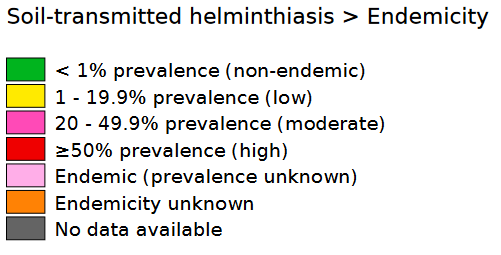 Soil-transmitted helminthiasis > Endemicity
< 1% prevalence (non-endemic)
1 - 19.9% prevalence (low)
20 - 49.9% prevalence (moderate)
≥50% prevalence (high)
Endemic (prevalence unknown)
Endemicity unknown
No data available